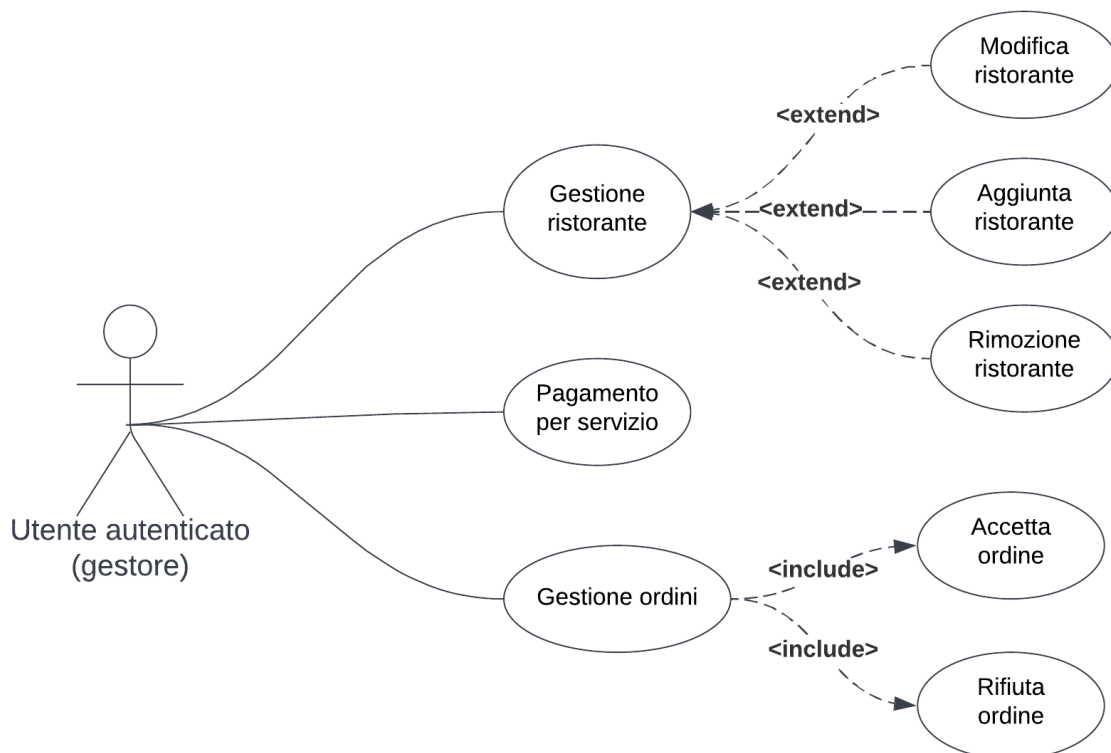 Modifica
ristorante
<extend>
Gestione
ristorante
<extend>
Aggiunta
ristorante
<extend>
Rimozione
ristorante
Pagamento
per servizio
Utente autenticato
(gestore)
Gestione ordini
<include>
Accetta
ordine
<include>
Rifiuta
ordine